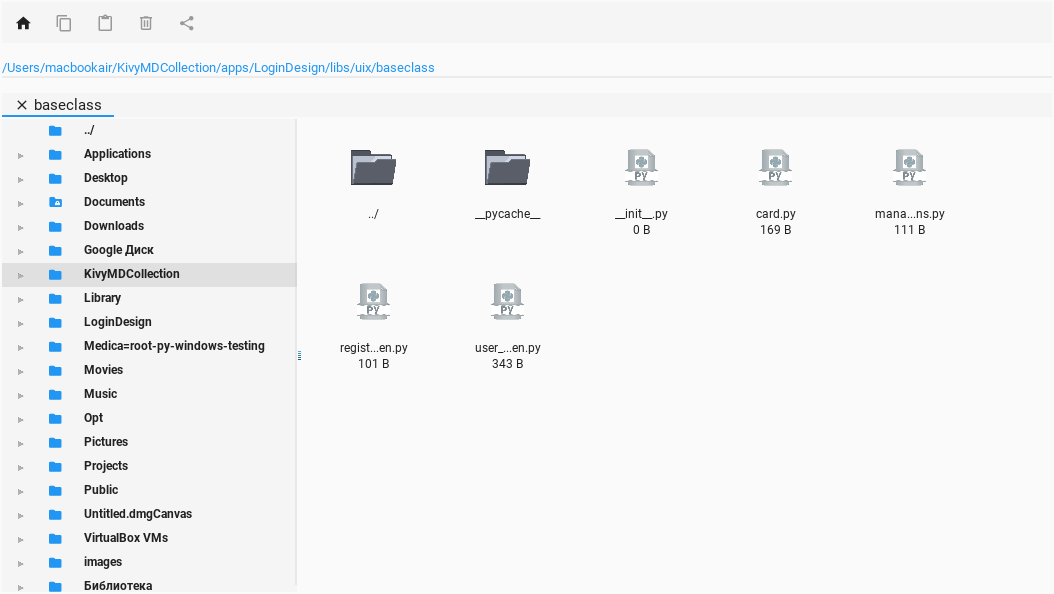 /Users/macbookair/KivyMDCollection/apps/LoginDesign/libs/uix/baseclass
baseclass
../
Applications
Desktop
Documents
Downloads
Google Диск
KivyMDCollection
Library
LoginDesign
Medica=root-py-windows-testing
Movies
Music
Opt
Pictures
Projects
Public
Untitled.dmgCanvas
VirtualBox VMs
images
Библиотека
../
__pycache__
PY
__init__.py
0 B
PY
card.py
169 B
PY
mana...ns.py
111 B
PY
regist...en.py
101 B
PY
user_...en.py
343 B